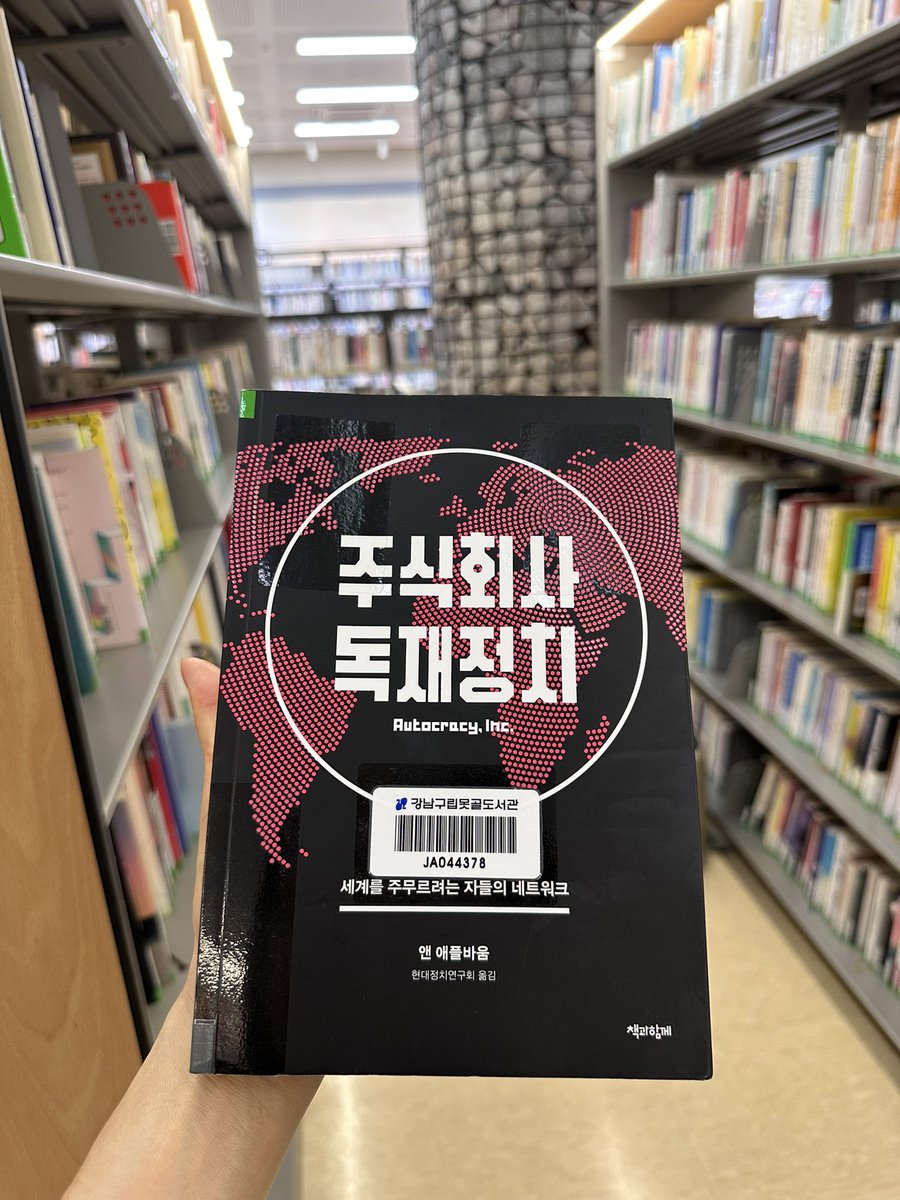 주식회사
독재정치
Autocracy, Inc.
강남구립못골도서관
JA044378
세계를 주무르려는 자들의 네트워크
앤 애플바움
현대정치연구회 옮김
책과함께